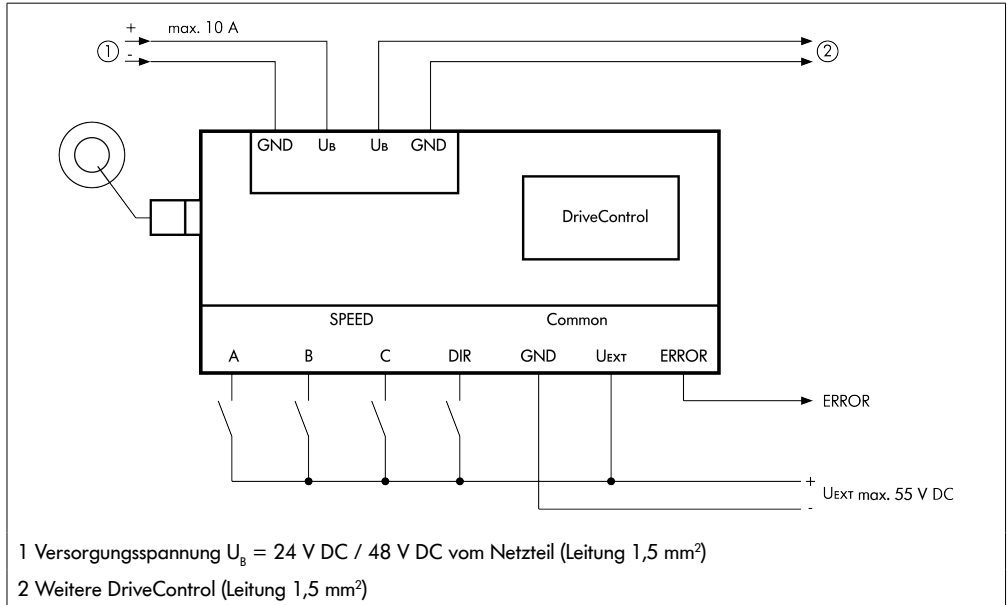 + max. 10 A
1 - 2
GND UB UB GND
DriveControl
SPEED Common
A B C DIR GND UEXT ERROR
ERROR
+
UEXT max. 55 V DC
-
1 Versorgungsspannung UB = 24 V DC / 48 V DC vom Netzteil (Leitung 1,5 mm²)
2 Weitere DriveControl (Leitung 1,5 mm²)